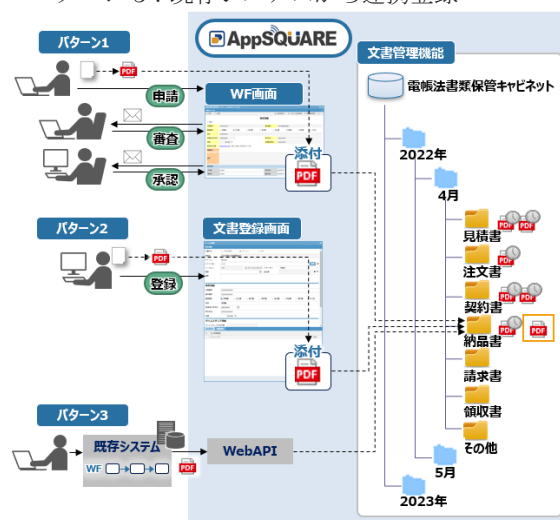 パターン1
PDF
申請
審査
承認
AppSQUARE
WF画面
添付
PDF
パターン2
PDF
登録
文書登録画面
添付
PDF
パターン3
既存システム
WF
PDF
WebAPI
文書管理機能
電帳法書類保管キャビネット
2022年
4月
PDF PDF
見積書
PDF
注文書
PDF PDF
契約書
PDF PDF
納品書
請求書
領収書
その他
5月
2023年